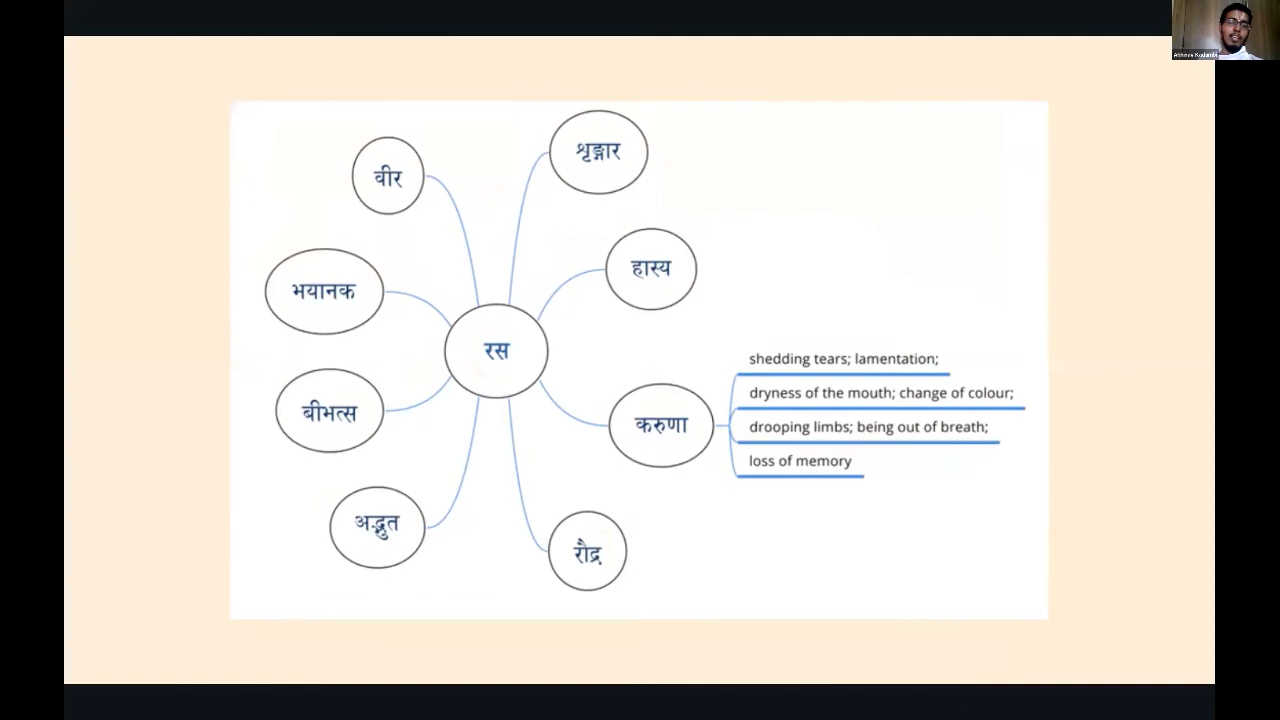 वीर
शृङ्गार
हास्य
भयानक
रस
करुणा
shedding tears; lamentation;
dryness of the mouth; change of colour;
drooping limbs; being out of breath;
loss of memory
बीभत्स
अद्भुत
रौद्र